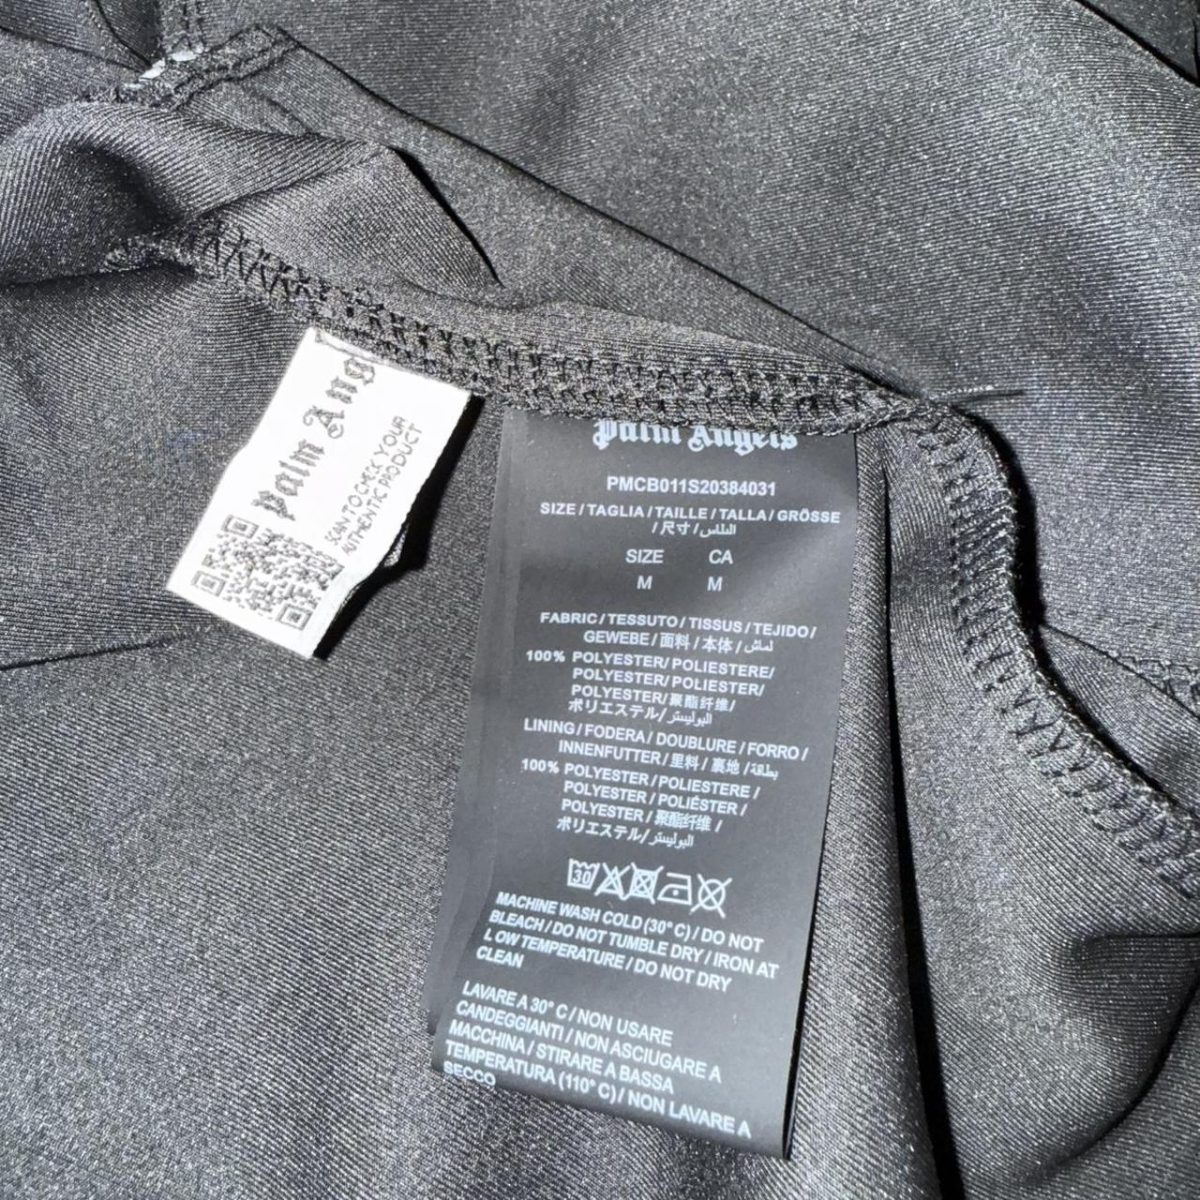 Palm Angels
SCAN TO CHECK YOUR
AUTHENTIC PRODUCT
Palm Angels
PMCB011S20384031
SIZE / TAGLIA / TAILLE / TALLA / GRÖSSE
/ 尺寸 / الطاس
SIZE CA
M M
FABRIC / TESSUTO / TISSUS / TEJIDO /
GEWEBE / 面料 / 本体 / لماش
100% POLYESTER/ POLIESTERE/
POLYESTER/ POLIESTER/
POLYESTER/ 聚酯纤维/
ポリエステル/ البوليستر
LINING / FODERA / DOUBLURE / FORRO /
INNENFUTTER / 里料 / 裏地 / بطاقة
100% POLYESTER / POLIESTERE /
POLYESTER / POLIÉSTER /
POLYESTER / 聚酯纤维 /
ポリエステル/ البوليستر
30
MACHINE WASH COLD (30° C) / DO NOT
BLEACH / DO NOT TUMBLE DRY / IRON AT
LOW TEMPERATURE / DO NOT DRY
CLEAN
LAVARE A 30° C / NON USARE
CANDEGGIANTI / NON ASCIUGARE A
MACCHINA / STIRARE A BASSA
TEMPERATURA (110° C) / NON LAVARE A
SECCO